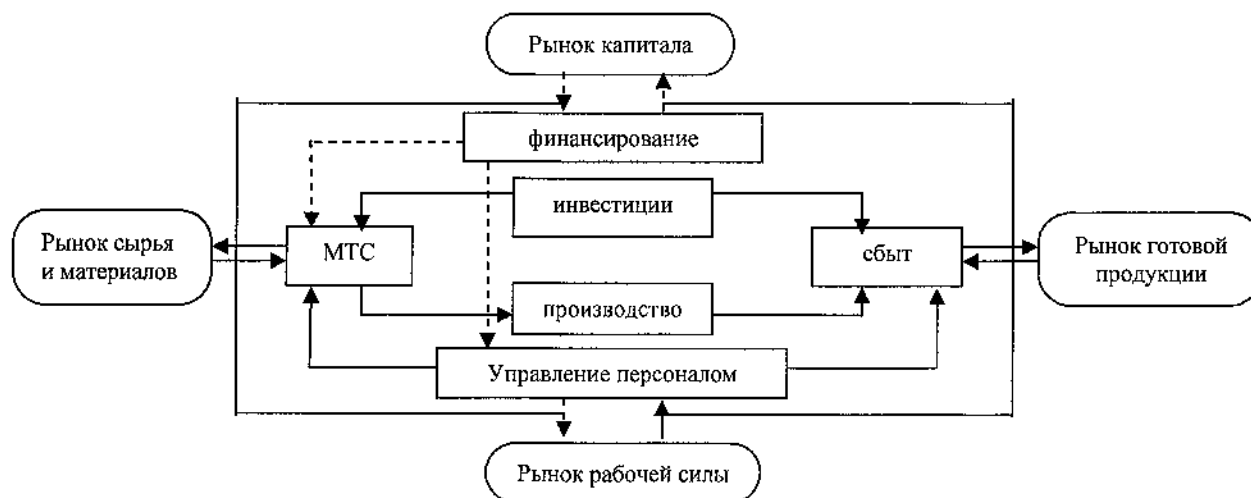 Рынок капитала
финансирование
инвестиции
Рынок сырья
и материалов
МТС
сбыт
Рынок готовой
продукции
производство
Управление персоналом
Рынок рабочей силы